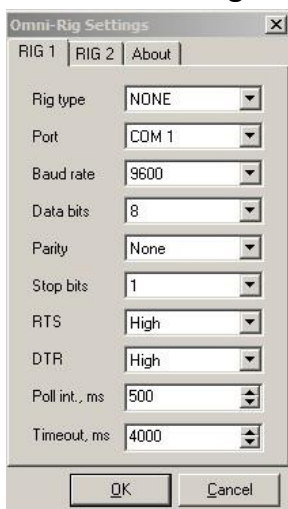 Omni-Rig Settings
RIG 1 RIG 2 About
Rig type NONE
Port COM 1
Baud rate 9600
Data bits 8
Parity None
Stop bits 1
RTS High
DTR High
Poll int., ms 500
Timeout, ms 4000
OK Cancel